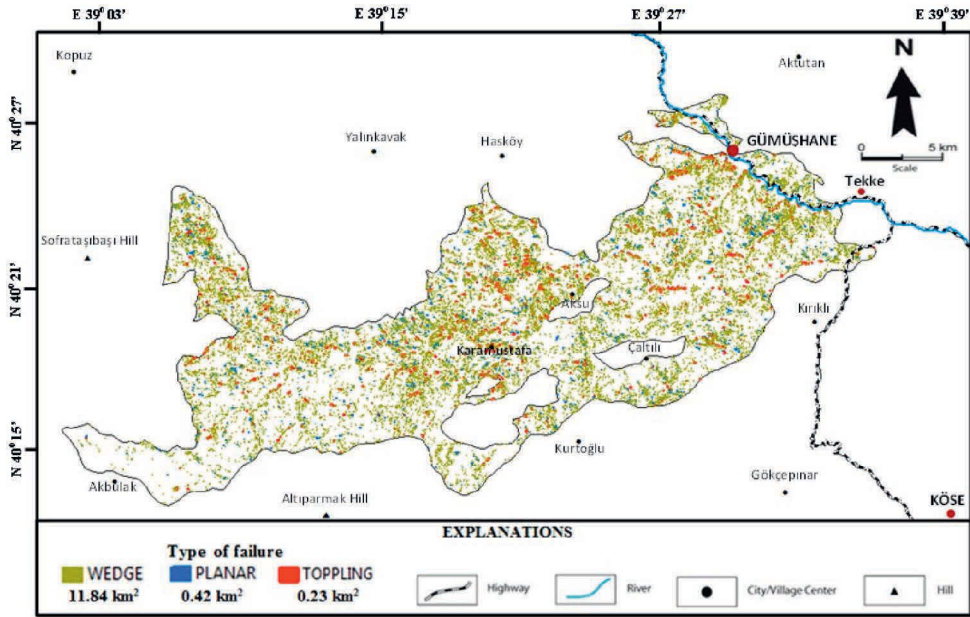 E 39° 03' E 39° 15' E 39° 27' E 39° 39'
Kopuz
Aktutan
N
N 40° 27'
Yalınkavak
Hasköy
GÜMÜŞHANE
0 5 km
Scale
Tekke
Sofrataşıbaşı Hill
N 40° 21'
Aksu
Kırıklı
Karamustafa
Çaltılı
N 40° 15'
Kurtoğlu
Akbulak
Gökçepınar
Altıparmak Hill
KÖSE
EXPLANATIONS
Type of failure
WEDGE PLANAR TOPPLING
11.84 km² 0.42 km² 0.23 km²
Highway River City/Village Center Hill